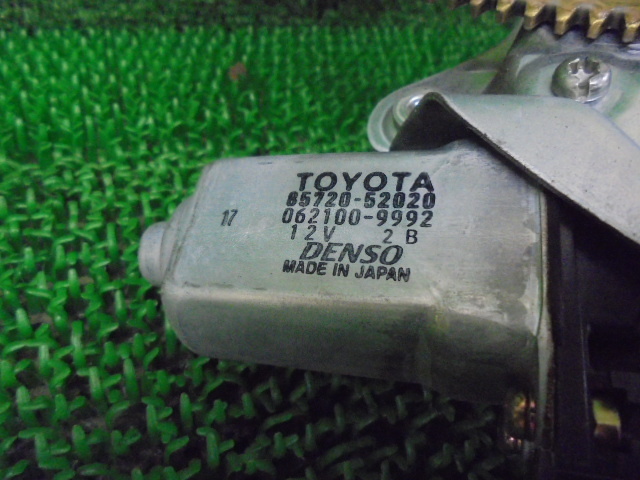 TOYOTA
85720-52020
17
062100-9992
12V 2B
DENSO
MADE IN JAPAN